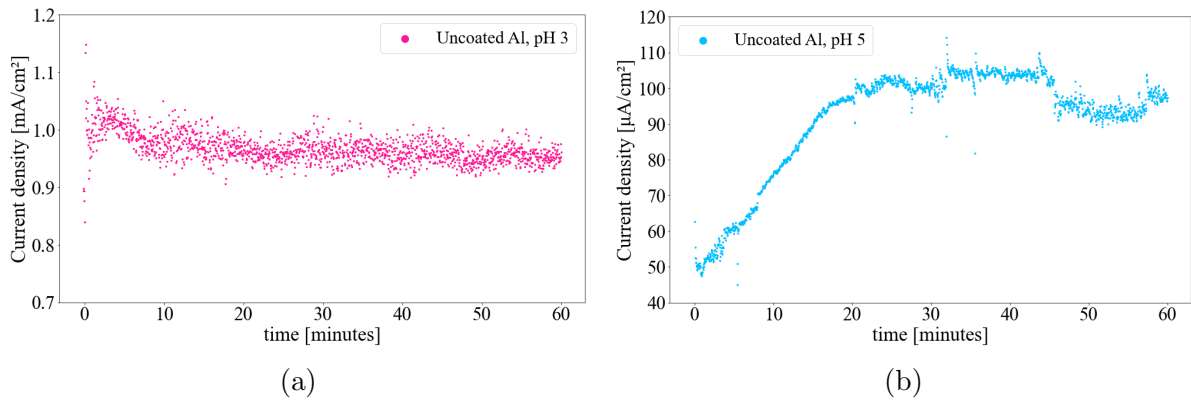 Current density [mA/cm²]
1.2
1.1
1.0
0.9
0.8
0.7
Uncoated Al, pH 3
0 10 20 30 40 50 60
time [minutes]
(a)
Current density [µA/cm²]
120
110
100
90
80
70
60
50
40
Uncoated Al, pH 5
0 10 20 30 40 50 60
time [minutes]
(b)